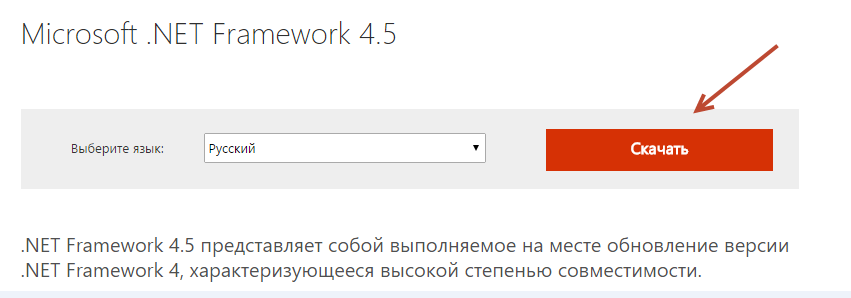 Microsoft .NET Framework 4.5
Выберите язык: Русский Скачать
.NET Framework 4.5 представляет собой выполняемое на месте обновление версии
.NET Framework 4, характеризующееся высокой степенью совместимости.